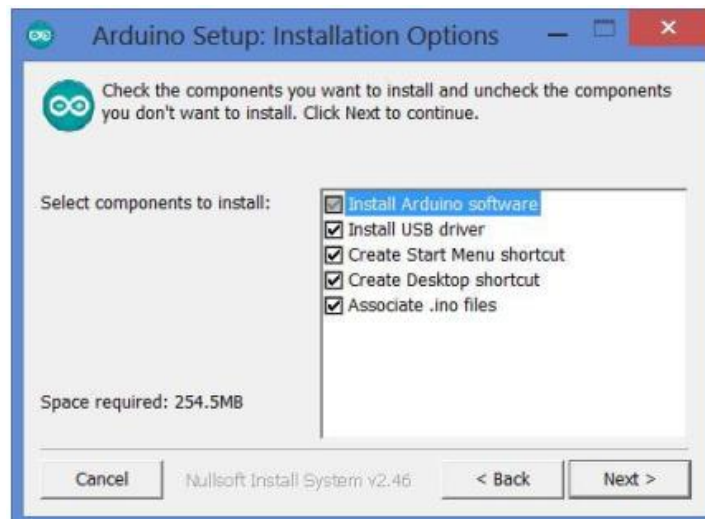 Arduino Setup: Installation Options
Check the components you want to install and uncheck the components
you don't want to install. Click Next to continue.
Select components to install:
Install Arduino software
Install USB driver
Create Start Menu shortcut
Create Desktop shortcut
Associate .ino files
Space required: 254.5MB
Cancel
Nullsoft Install System v2.46
< Back
Next >